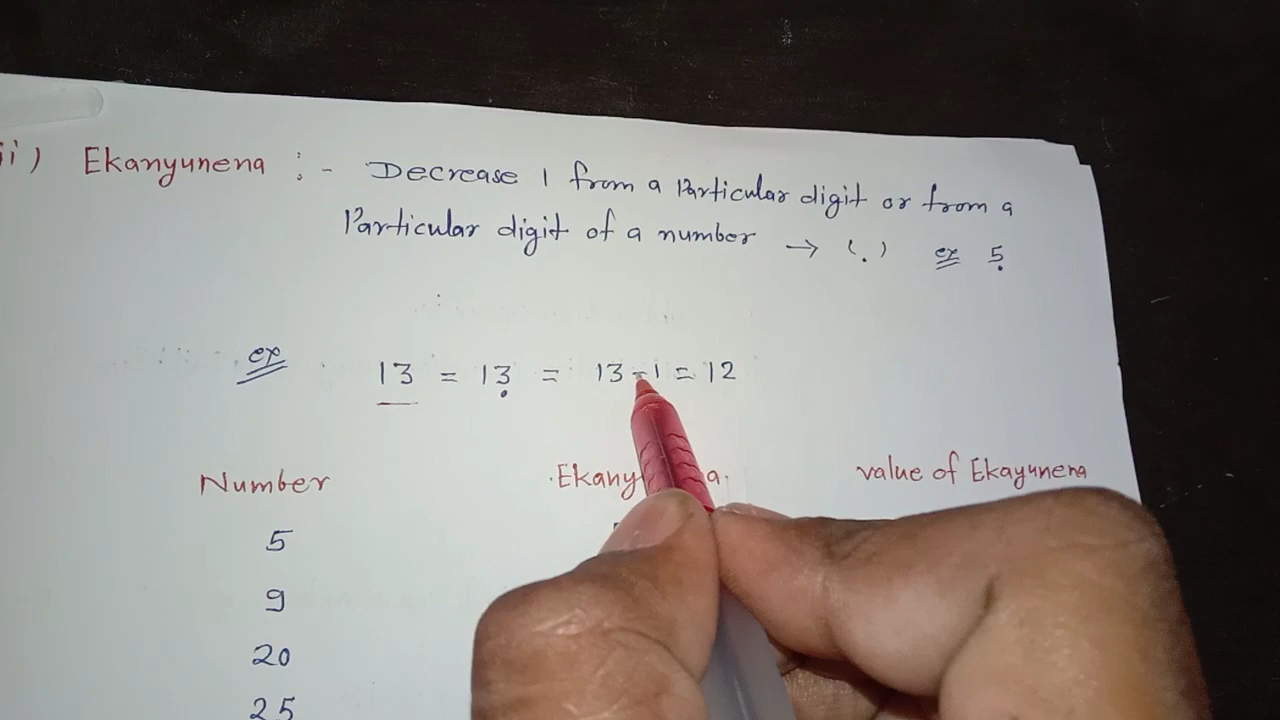 ii) Ekanyunena :- Decrease 1 from a Particular digit or from a
Particular digit of a number → (.) ex 5̣
ex 13 = 13̣ = 13-1 = 12
Number value of Ekayunena
5
9
20
25